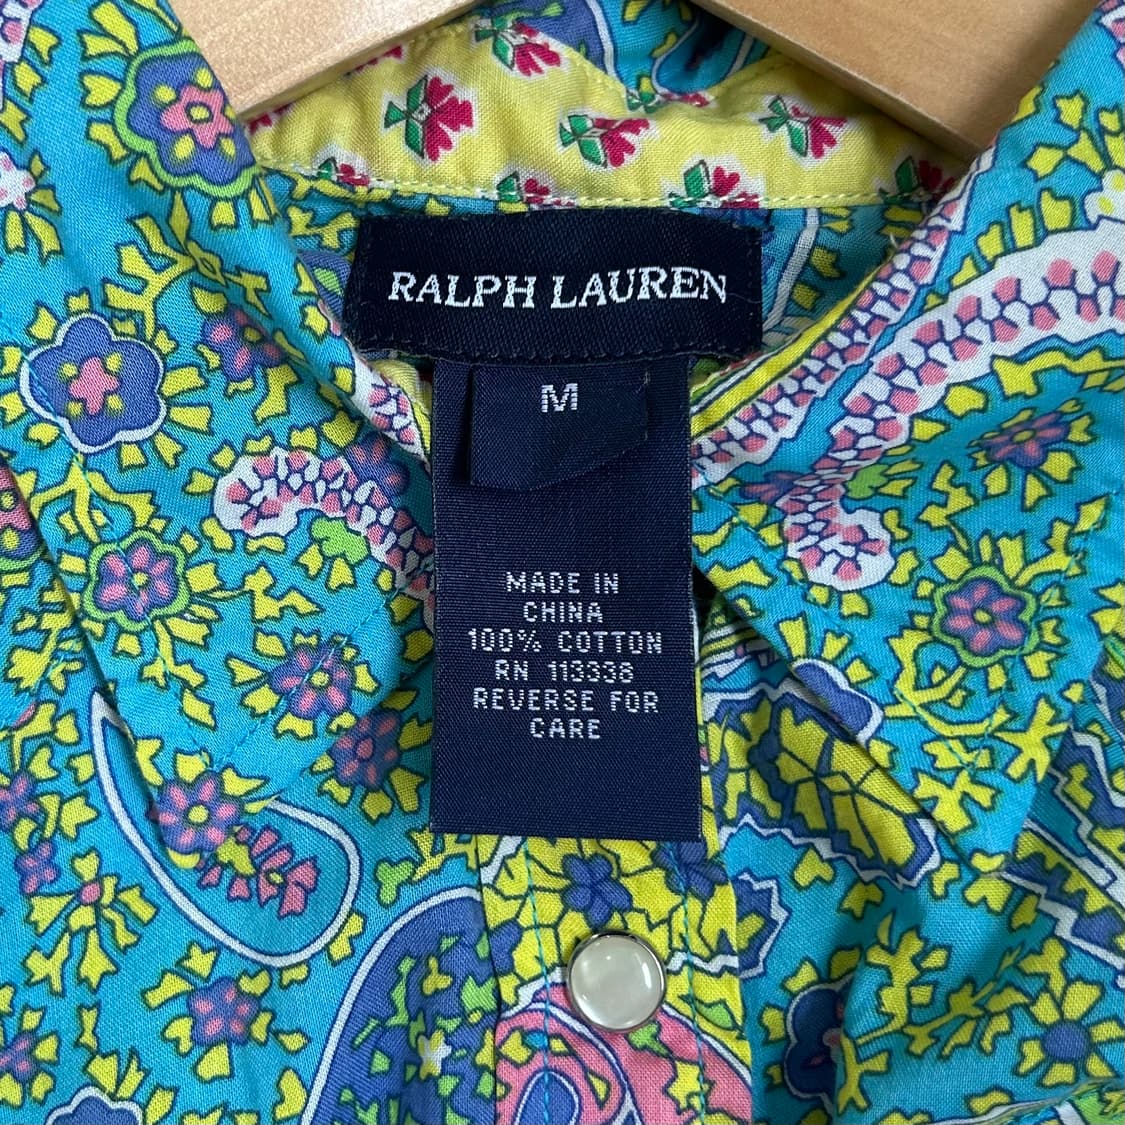 RALPH LAUREN
M
MADE IN
CHINA
100% COTTON
RN 113338
REVERSE FOR
CARE